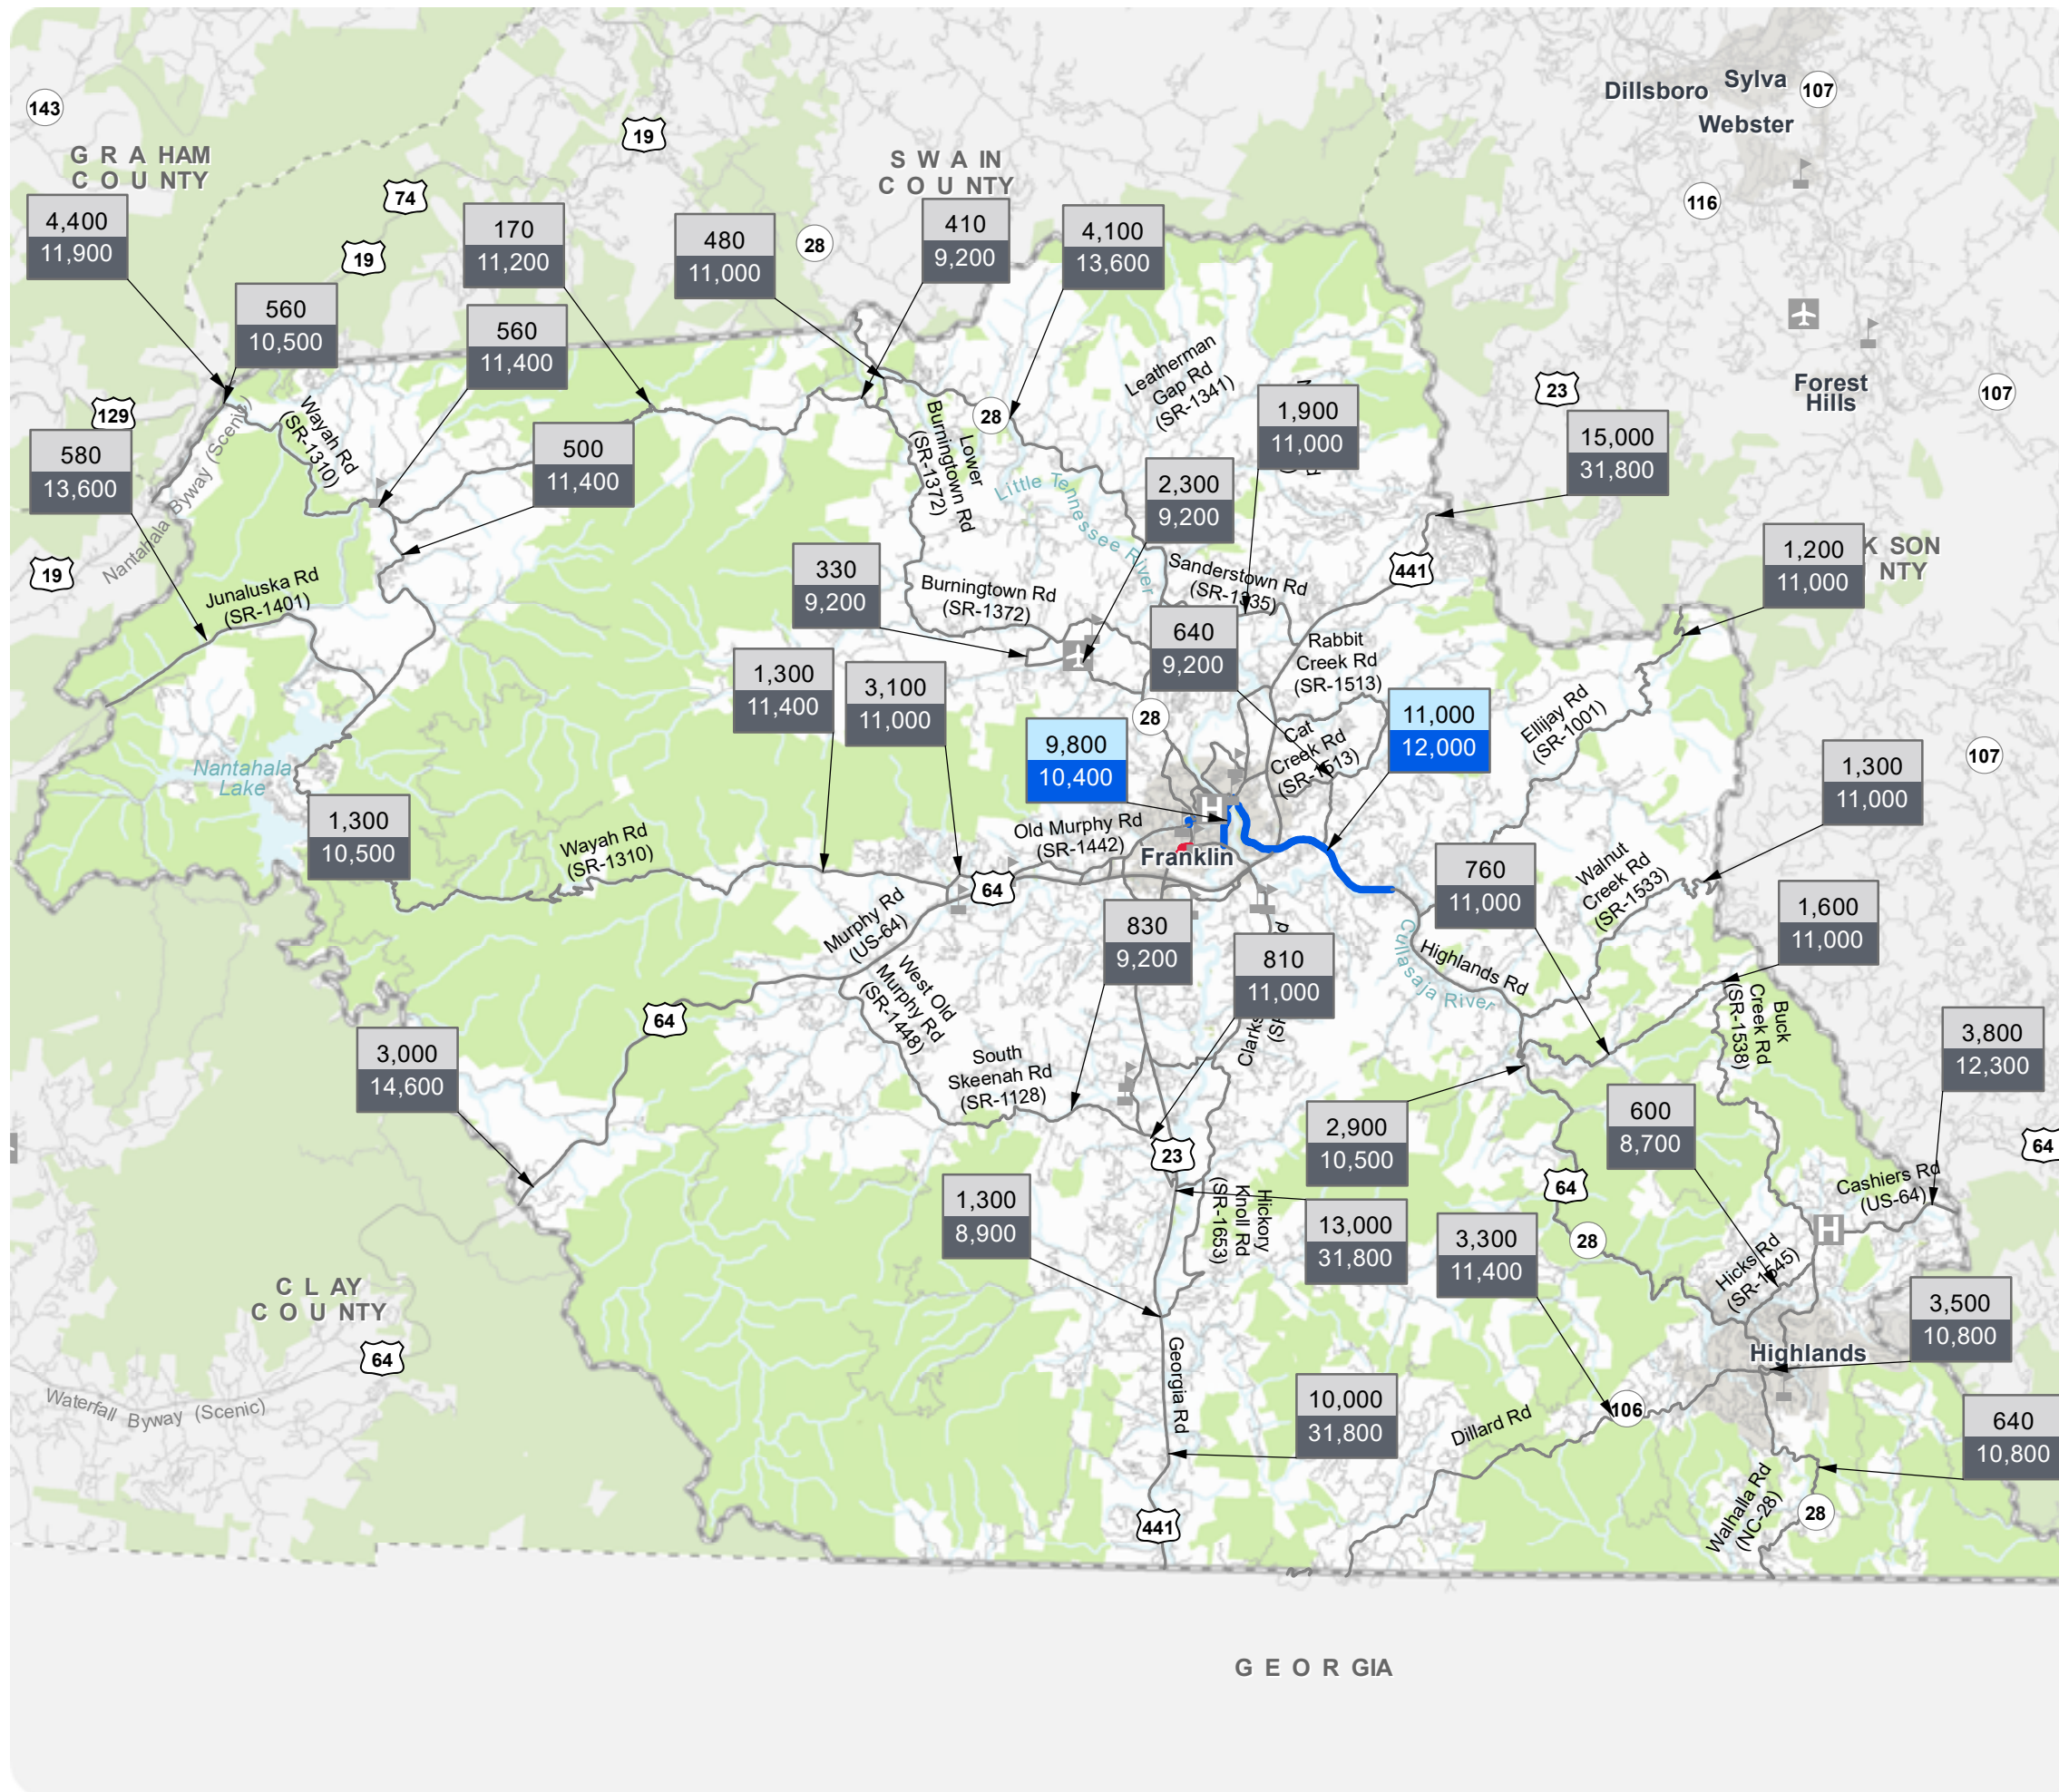 143
19
74
19
129
19
GRAHAM
COUNTY
SWAIN
COUNTY
28
Sylva
Dillsboro
107
Webster
116
23
Forest
Hills
107
4,400
11,900
560
10,500
170
11,200
560
11,400
480
11,000
410
9,200
4,100
13,600
580
13,600
500
11,400
Wayah Rd
(SR-1310)
Nantahala Byway (Scenic)
Junaluska Rd
(SR-1401)
Lower
Burningtown Rd
(SR-1372)
28
Little Tennessee River
Leatherman
Gap Rd
(SR-1341)
1,900
11,000
2,300
9,200
15,000
31,800
441
1,200
11,000
K SON
NTY
330
9,200
Burningtown Rd
(SR-1372)
Sanderstown Rd
(SR-1335)
640
9,200
Rabbit
Creek Rd
(SR-1513)
1,300
11,400
3,100
11,000
28
9,800
10,400
Cat
Creek Rd
(SR-1513)
11,000
12,000
Ellijay Rd
(SR-1001)
107
1,300
11,000
Nantahala
Lake
1,300
10,500
Wayah Rd
(SR-1310)
Old Murphy Rd
(SR-1442)
H
Franklin
64
760
11,000
Walnut
Creek Rd
(SR-1533)
1,600
11,000
Murphy Rd
(US-64)
West Old
Murphy Rd
(SR-1448)
830
9,200
810
11,000
Clarks
Cullasaja River
Highlands Rd
Buck
Creek Rd
(SR-1538)
64
3,000
14,600
South
Skeenah Rd
(SR-1128)
3,800
12,300
2,900
10,500
600
8,700
23
64
64
Cashiers Rd
(US-64)
H
1,300
8,900
Hickory
Knoll Rd
(SR-1653)
13,000
31,800
3,300
11,400
28
Hicks Rd
(SR-1545)
3,500
10,800
CLAY
COUNTY
64
Highlands
Waterfall Byway (Scenic)
Georgia Rd
10,000
31,800
Dillard Rd
106
640
10,800
441
Walhalla Rd
(NC-28)
28
GEORGIA